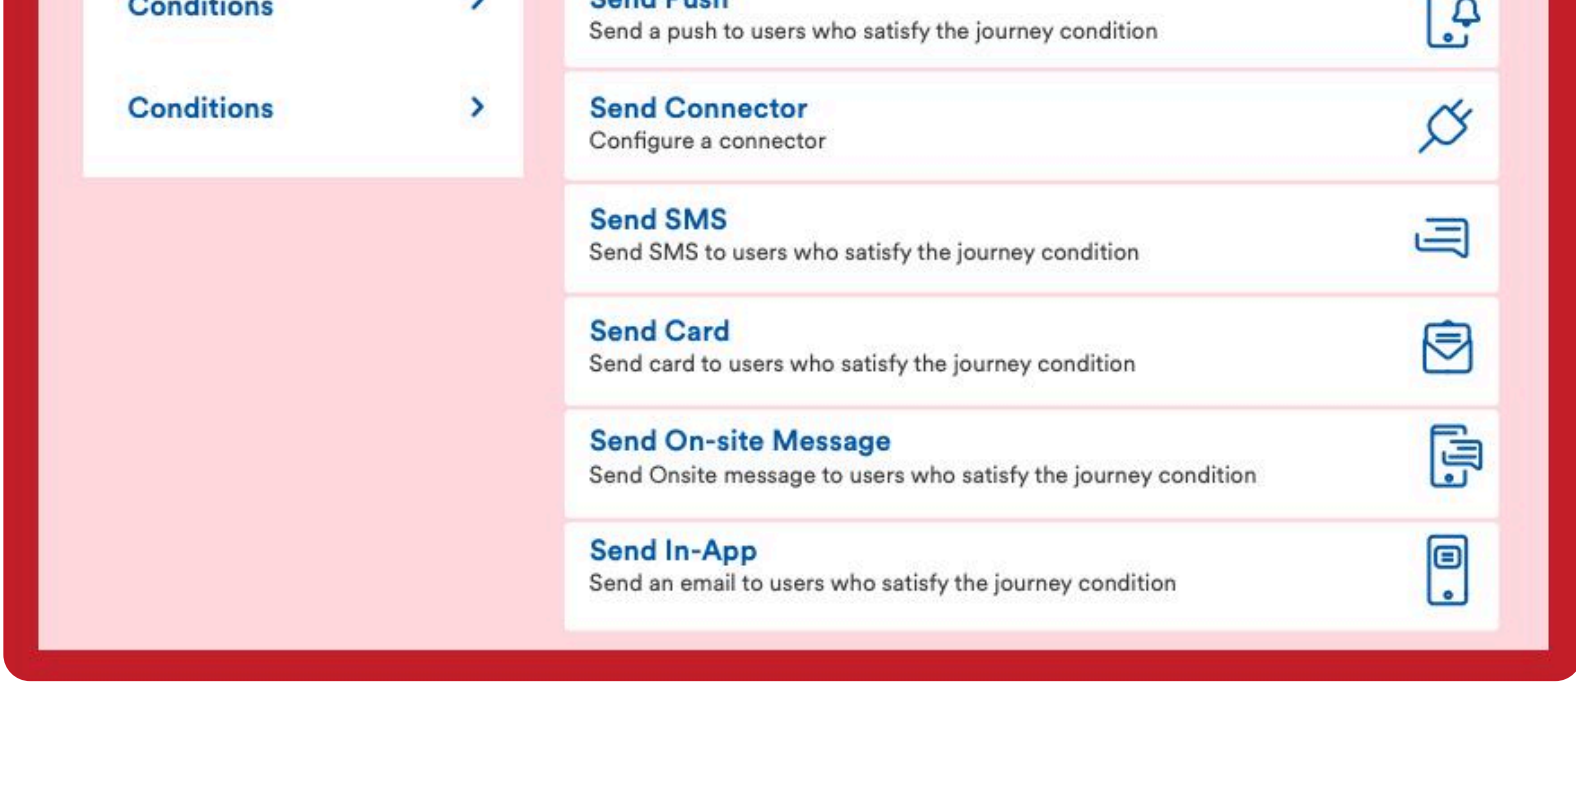 Conditions
Conditions
Send Push
Send a push to users who satisfy the journey condition
Send Connector
Configure a connector
Send SMS
Send SMS to users who satisfy the journey condition
Send Card
Send card to users who satisfy the journey condition
Send On-site Message
Send Onsite message to users who satisfy the journey condition
Send In-App
Send an email to users who satisfy the journey condition